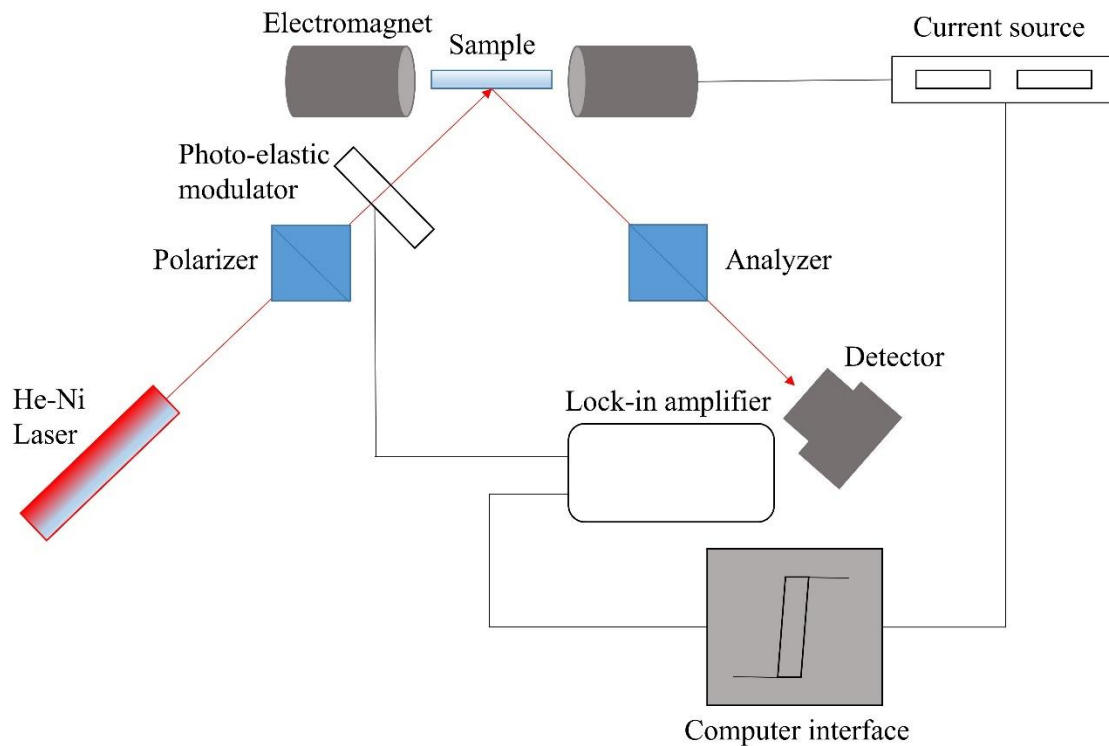 Electromagnet
Sample
Current source
Photo-elastic
modulator
Polarizer
Analyzer
He-Ni
Laser
Detector
Lock-in amplifier
Computer interface